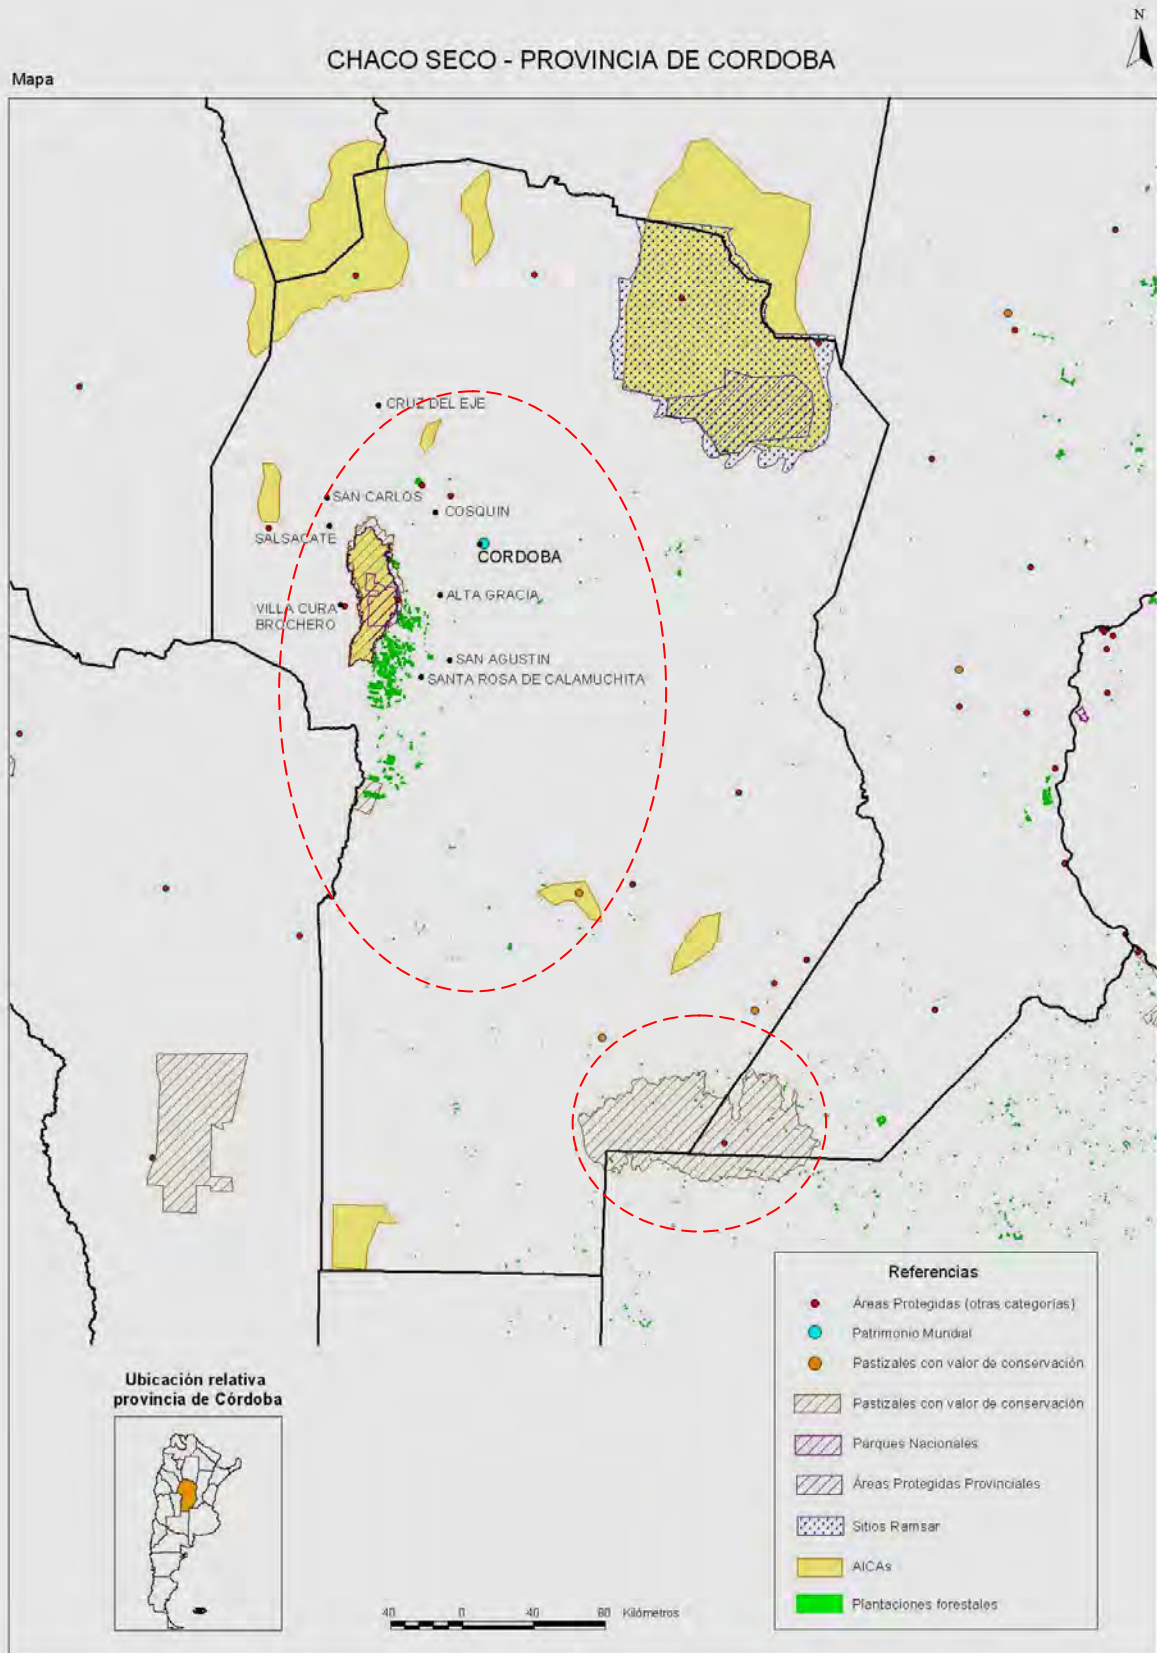 N
CHACO SECO - PROVINCIA DE CORDOBA
Mapa
CRUZ DEL EJE
SAN CARLOS
COSQUIN
SALSACATE
CORDOBA
ALTA GRACIA
VILLA CURA
BROCHERO
SAN AGUSTIN
SANTA ROSA DE CALAMUCHITA
Referencias
Áreas Protegidas (otras categorías)
Patrimonio Mundial
Pastizales con valor de conservación
Pastizales con valor de conservación
Parques Nacionales
Áreas Protegidas Provinciales
Sitios Ramsar
AICAs
Plantaciones forestales
Ubicación relativa
provincia de Córdoba
40 0 40 80 Kilómetros